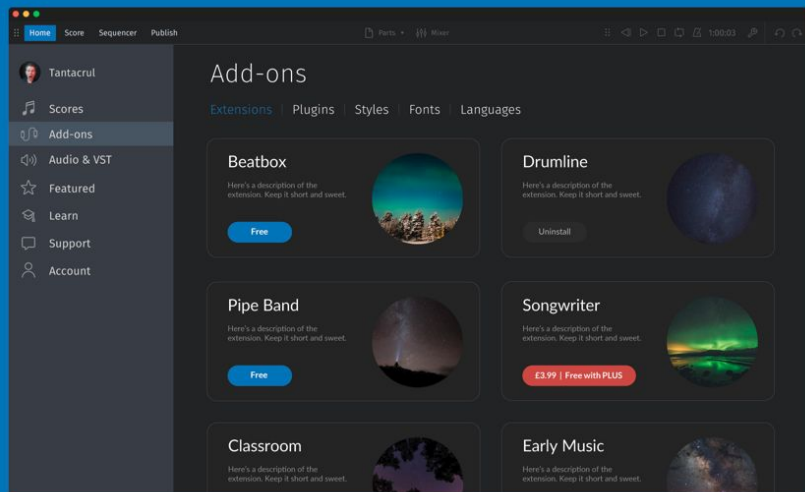 Home Score Sequencer Publish Parts Mixer 1:00:03
Tantacrul
Scores
Add-ons
Audio & VST
Featured
Learn
Support
Account
Add-ons
Extensions | Plugins | Styles | Fonts | Languages
Beatbox
Here's a description of the
extension. Keep it short and sweet.
Free
Drumline
Here's a description of the
extension. Keep it short and sweet.
Uninstall
Pipe Band
Here's a description of the
extension. Keep it short and sweet.
Free
Songwriter
Here's a description of the
extension. Keep it short and sweet.
£3.99 | Free with PLUS
Classroom
Here's a description of the
extension. Keep it short and sweet.
Early Music
Here's a description of the
extension. Keep it short and sweet.